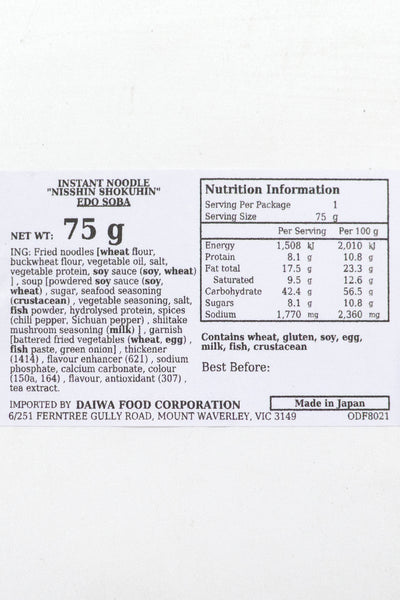 INSTANT NOODLE
"NISSHIN SHOKUHIN"
EDO SOBA
NET WT: 75 g
ING: Fried noodles [wheat flour,
buckwheat flour, vegetable oil, salt,
vegetable protein, soy sauce (soy, wheat)
] , soup [powdered soy sauce (soy,
wheat) , sugar, seafood seasoning
(crustacean) , vegetable seasoning, salt,
fish powder, hydrolysed protein, spices
(chili pepper, Sichuan pepper) , shiitake
mushroom seasoning (milk) ] , garnish
[battered fried vegetables (wheat, egg) ,
fish paste, green onion] , thickener
(1414) , flavour enhancer (621) , sodium
phosphate, calcium carbonate, colour
(150a, 164) , flavour, antioxidant (307) ,
tea extract.
Nutrition Information
Serving Per Package 1
Serving Size 75 g
Per Serving Per 100 g
Energy 1,508 kJ 2,010 kJ
Protein 8.1 g 10.8 g
Fat total 17.5 g 23.3 g
Saturated 9.5 g 12.6 g
Carbohydrate 42.4 g 56.5 g
Sugars 8.1 g 10.8 g
Sodium 1,770 mg 2,360 mg
Contains wheat, gluten, soy, egg,
milk, fish, crustacean
Best Before:
IMPORTED BY DAIWA FOOD CORPORATION Made in Japan
6/251 FERNTREE GULLY ROAD, MOUNT WAVERLEY, VIC 3149 ODF8021